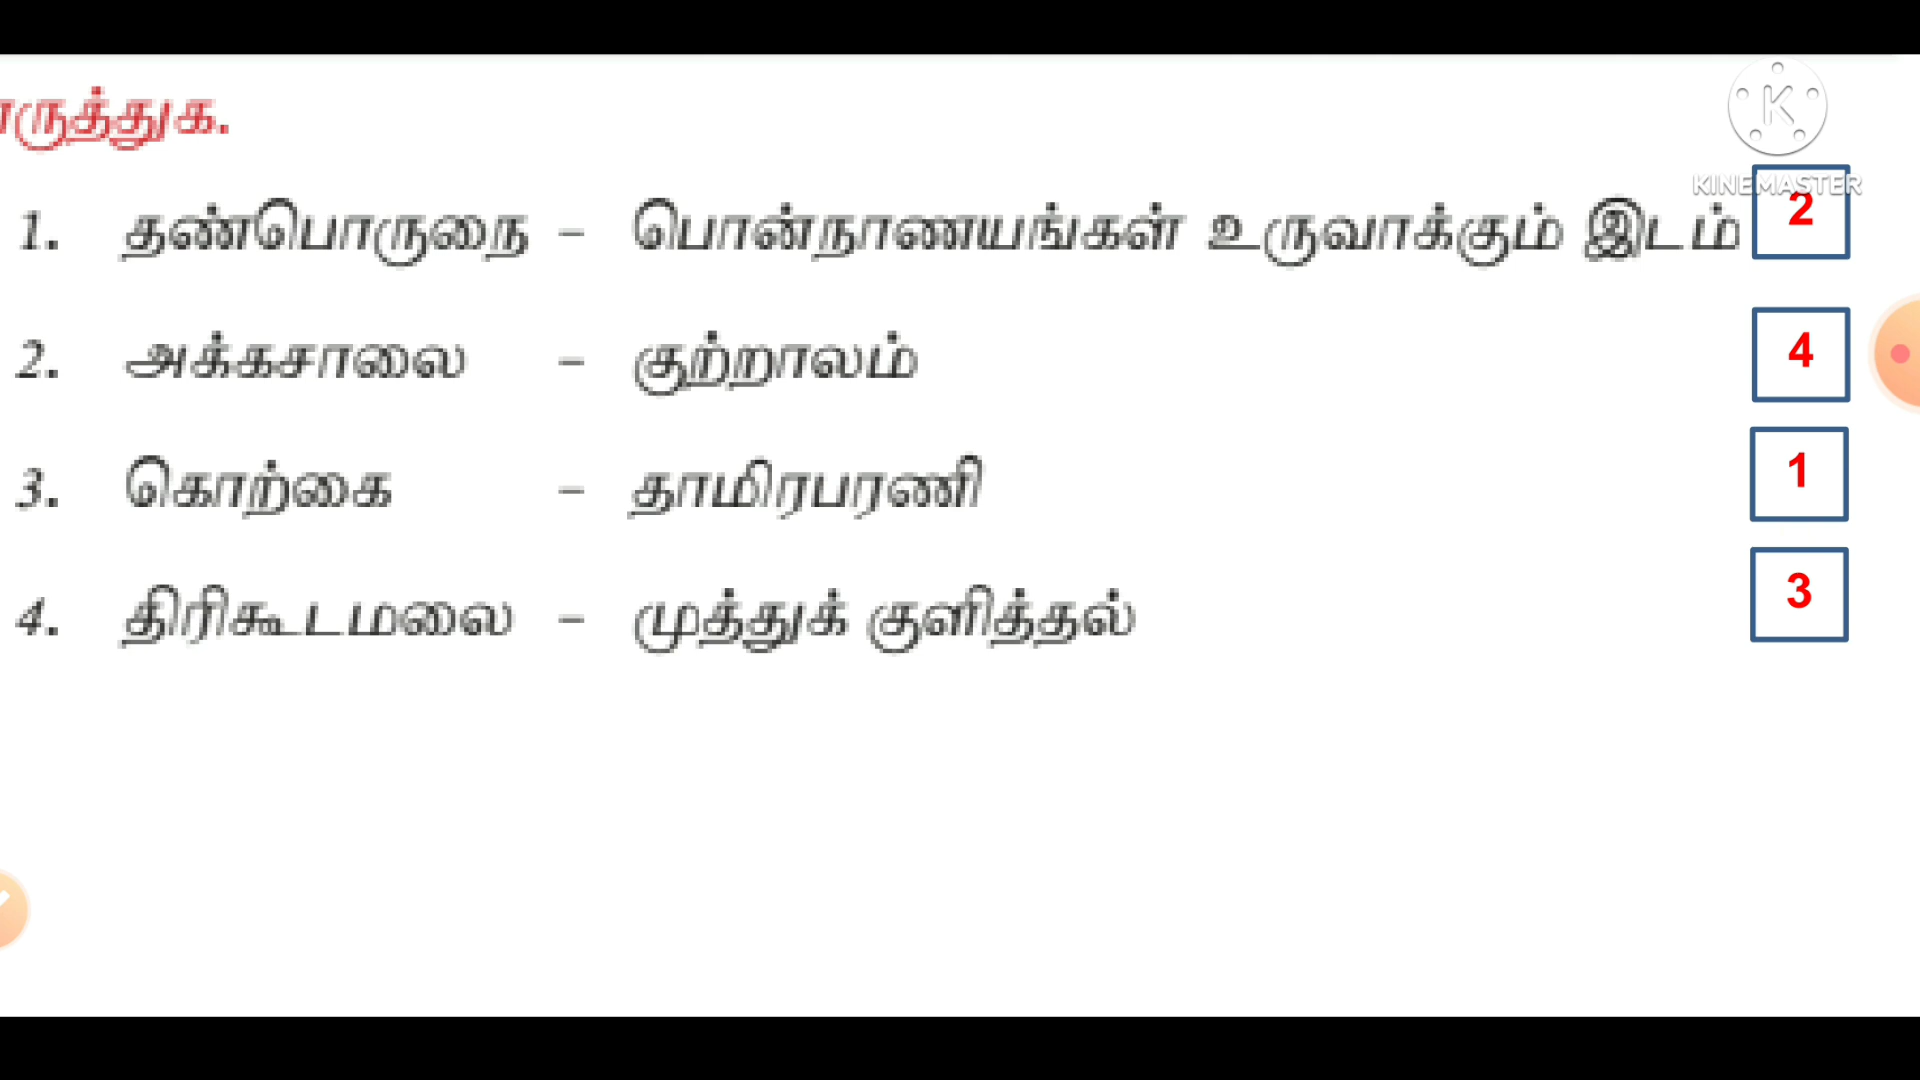 ருத்துக.
K
KINEMASTER
1. தண்பொருநை – பொன்நாணயங்கள் உருவாக்கும் இடம் 2
2. அக்கசாலை – குற்றாலம் 4
3. கொற்கை – தாமிரபரணி 1
4. திரிகூடமலை – முத்துக் குளித்தல் 3